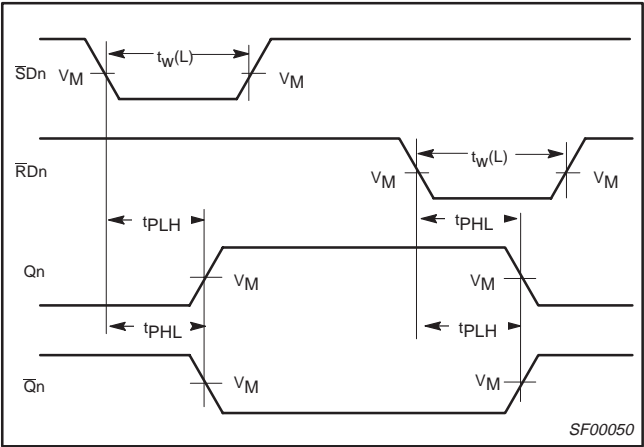 S̅Dn VM tw(L) VM
R̅Dn VM tw(L) VM
tPLH tPHL
Qn VM VM
tPHL tPLH
Q̅n VM VM
SF00050